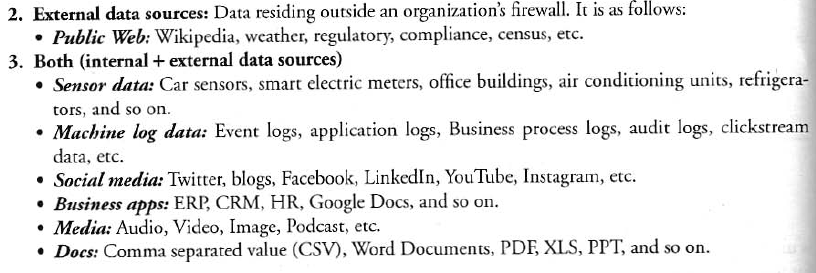 2. External data sources: Data residing outside an organization's firewall. It is as follows:
• Public Web: Wikipedia, weather, regulatory, compliance, census, etc.
3. Both (internal + external data sources)
• Sensor data: Car sensors, smart electric meters, office buildings, air conditioning units, refrigera-
tors, and so on.
• Machine log data: Event logs, application logs, Business process logs, audit logs, clickstream
data, etc.
• Social media: Twitter, blogs, Facebook, LinkedIn, YouTube, Instagram, etc.
• Business apps: ERP, CRM, HR, Google Docs, and so on.
• Media: Audio, Video, Image, Podcast, etc.
• Docs: Comma separated value (CSV), Word Documents, PDF, XLS, PPT, and so on.